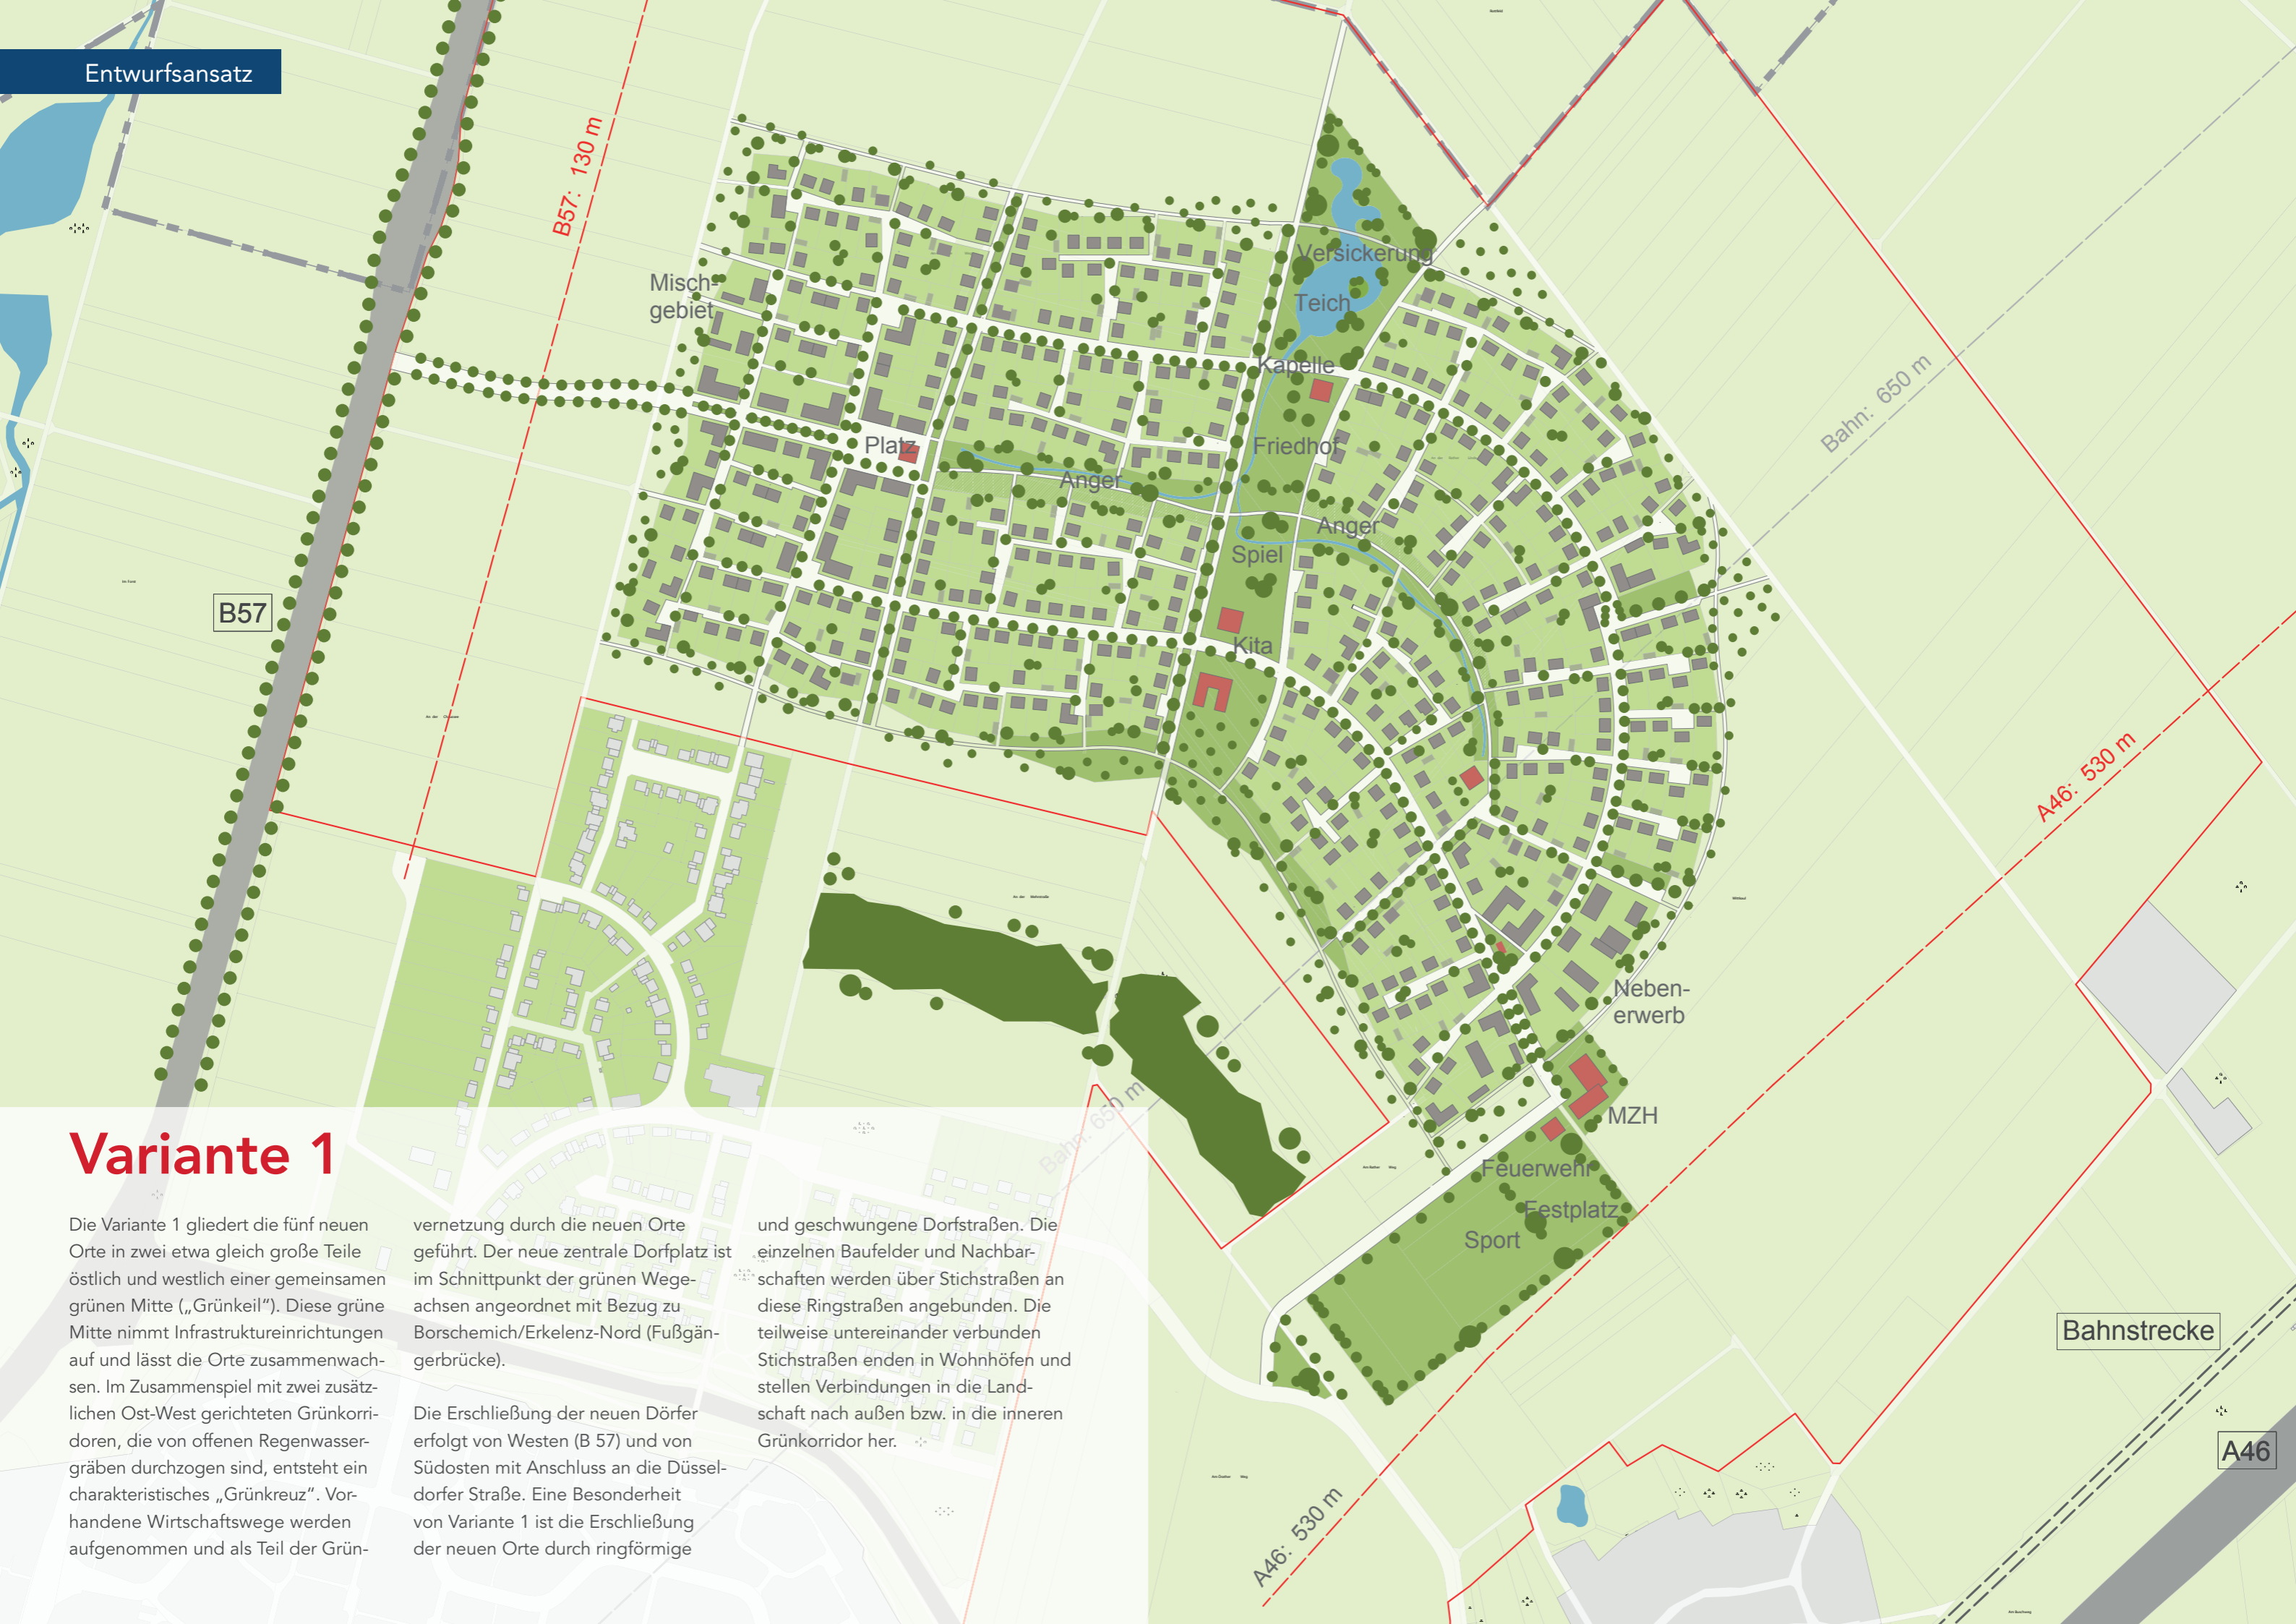 Entwurfsansatz
B57: 130 m
Misch-
gebiet
Versickerung
Teich
Kapelle
Platz
Friedhof
Anger
Anger
Spiel
Kita
Bahn: 650 m
B57
A46: 530 m
Neben-
erwerb
MZH
Feuerwehr
Festplatz
Sport
Bahn: 650 m
A46: 530 m
Bahnstrecke
A46
Variante 1
Die Variante 1 gliedert die fünf neuen
Orte in zwei etwa gleich große Teile
östlich und westlich einer gemeinsamen
grünen Mitte („Grünkeil“). Diese grüne
Mitte nimmt Infrastruktureinrichtungen
auf und lässt die Orte zusammenwach-
sen. Im Zusammenspiel mit zwei zusätz-
lichen Ost-West gerichteten Grünkorri-
doren, die von offenen Regenwasser-
gräben durchzogen sind, entsteht ein
charakteristisches „Grünkreuz“. Vor-
handene Wirtschaftswege werden
aufgenommen und als Teil der Grün-
vernetzung durch die neuen Orte
geführt. Der neue zentrale Dorfplatz ist
im Schnittpunkt der grünen Wege-
achsen angeordnet mit Bezug zu
Borschemich/Erkelenz-Nord (Fußgän-
gerbrücke).
Die Erschließung der neuen Dörfer
erfolgt von Westen (B 57) und von
Südosten mit Anschluss an die Düssel-
dorfer Straße. Eine Besonderheit
von Variante 1 ist die Erschließung
der neuen Orte durch ringförmige
und geschwungene Dorfstraßen. Die
einzelnen Baufelder und Nachbar-
schaften werden über Stichstraßen an
diese Ringstraßen angebunden. Die
teilweise untereinander verbunden
Stichstraßen enden in Wohnhöfen und
stellen Verbindungen in die Land-
schaft nach außen bzw. in die inneren
Grünkorridor her.